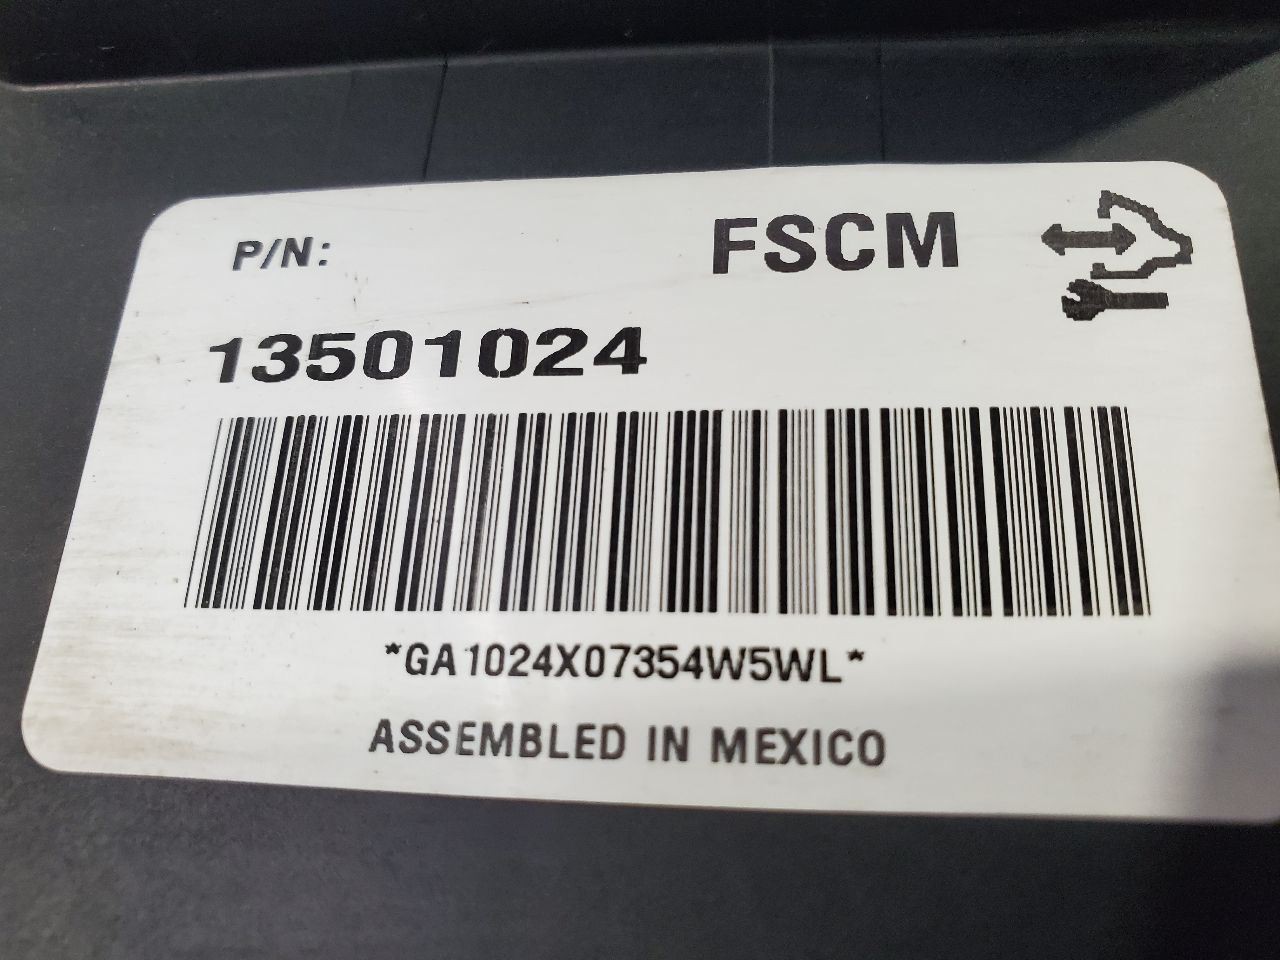 P/N:
FSCM
13501024
*GA1024X07354W5WL*
ASSEMBLED IN MEXICO